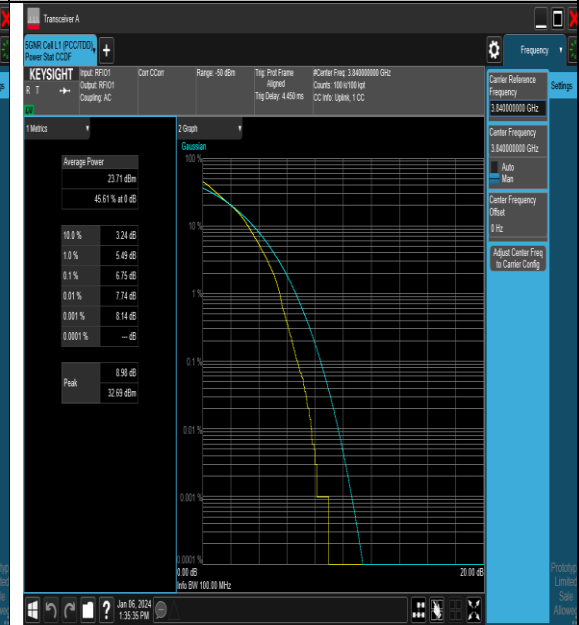 Transceiver A
5GNR Cell L1 (PCC/TDD),
Power Stat CCDF
+
Frequency
KEYSIGHT
R T
Input: RFIO1
Output: RFIO1
Coupling: AC
Corr CCorr
Range: -50 dBm
Trig: Prot Frame
Aligned
Trig Delay: 4.450 ms
#Center Freq: 3.840000000 GHz
Counts: 100 k/100 kpt
CC Info: Uplink, 1 CC
Carrier Reference
Frequency
3.840000000 GHz
Center Frequency
3.840000000 GHz
Auto
Man
Center Frequency
Offset
0 Hz
Adjust Center Freq
to Carrier Config
Settings
1 Metrics
Average Power
23.71 dBm
45.61 % at 0 dB
10.0 % 3.24 dB
1.0 % 5.49 dB
0.1 % 6.75 dB
0.01 % 7.74 dB
0.001 % 8.14 dB
0.0001 % --- dB
Peak
8.98 dB
32.69 dBm
2 Graph
Gaussian
100 %
10 %
1 %
0.1 %
0.01 %
0.001 %
0.0001 %
0.00 dB
20.00 dB
Info BW 100.00 MHz
Jan 06, 2024
1:35:35 PM
?